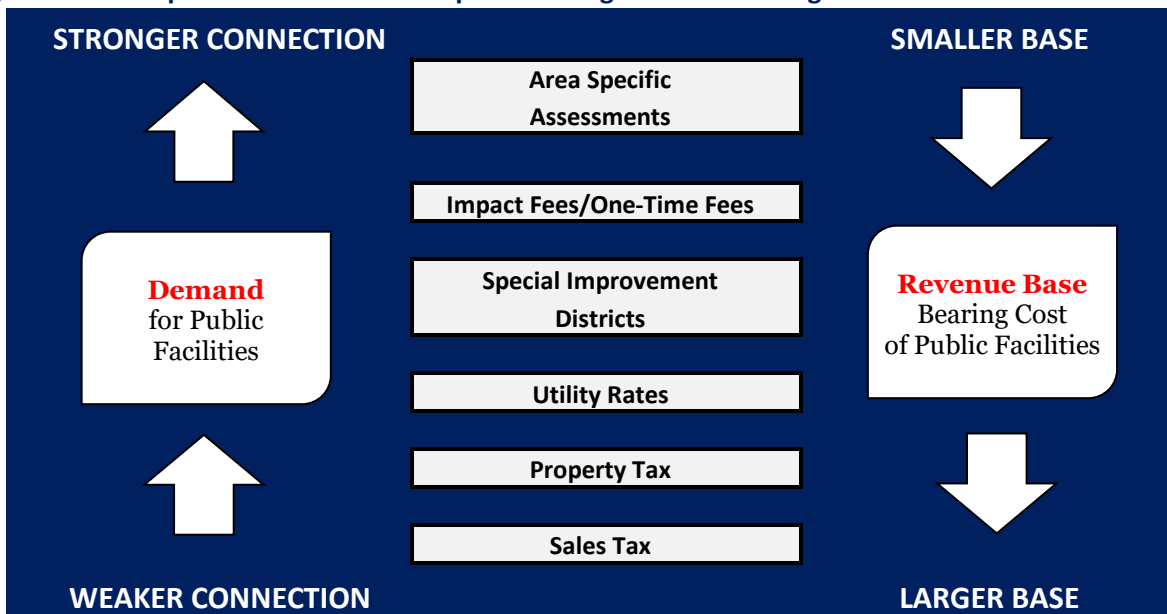 STRONGER CONNECTION
SMALLER BASE
Area Specific
Assessments
Impact Fees/One-Time Fees
Demand
for Public
Facilities
Special Improvement
Districts
Revenue Base
Bearing Cost
of Public Facilities
Utility Rates
Property Tax
Sales Tax
WEAKER CONNECTION
LARGER BASE